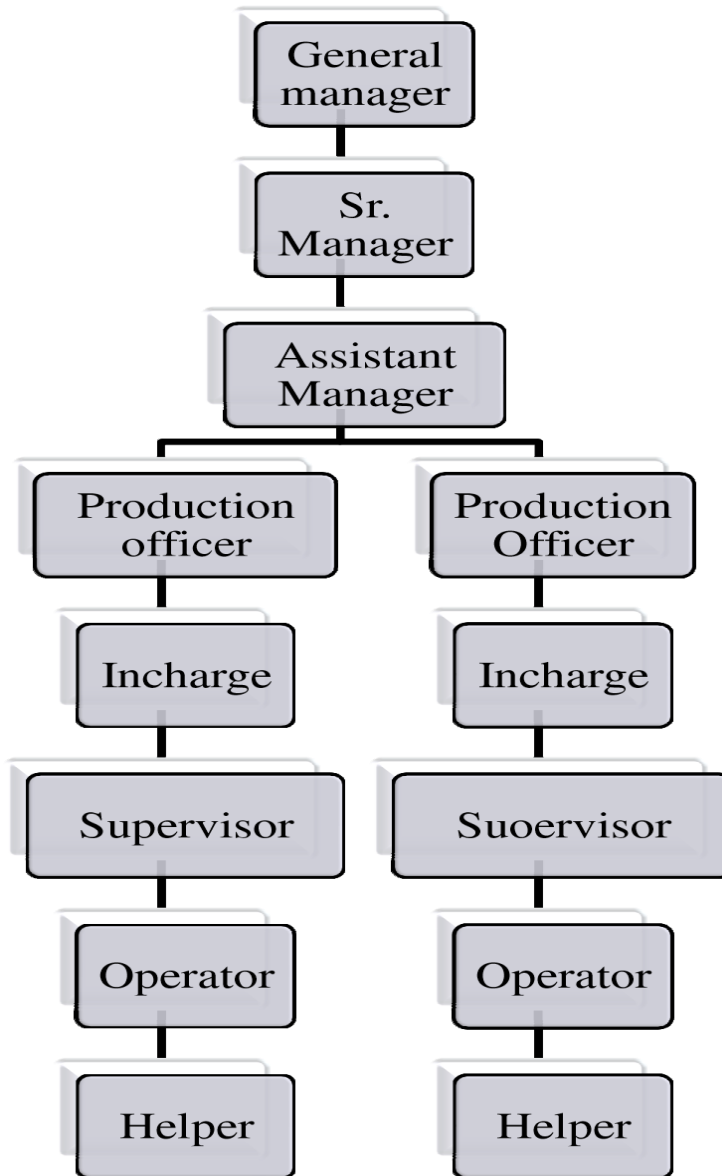 General
manager
Sr.
Manager
Assistant
Manager
Production
officer
Production
Officer
Incharge
Incharge
Supervisor
Suoervisor
Operator
Operator
Helper
Helper